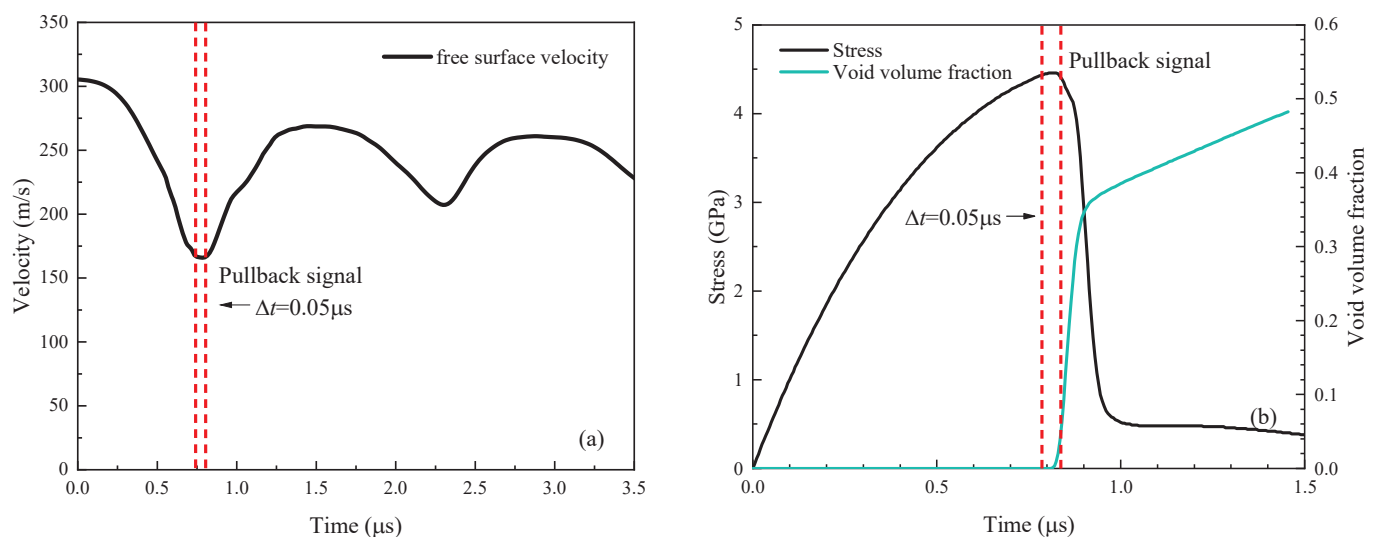 350
300
250
200
150
100
50
0
Velocity (m/s)
free surface velocity
Pullback signal
Δt=0.05μs
(a)
0.0
0.5
1.0
1.5
2.0
2.5
3.0
3.5
Time (μs)
5
4
3
2
1
0
Stress (GPa)
Stress
Void volume fraction
Pullback signal
Δt=0.05μs
(b)
0.6
0.5
0.4
0.3
0.2
0.1
0.0
Void volume fraction
0.0
0.5
1.0
1.5
Time (μs)